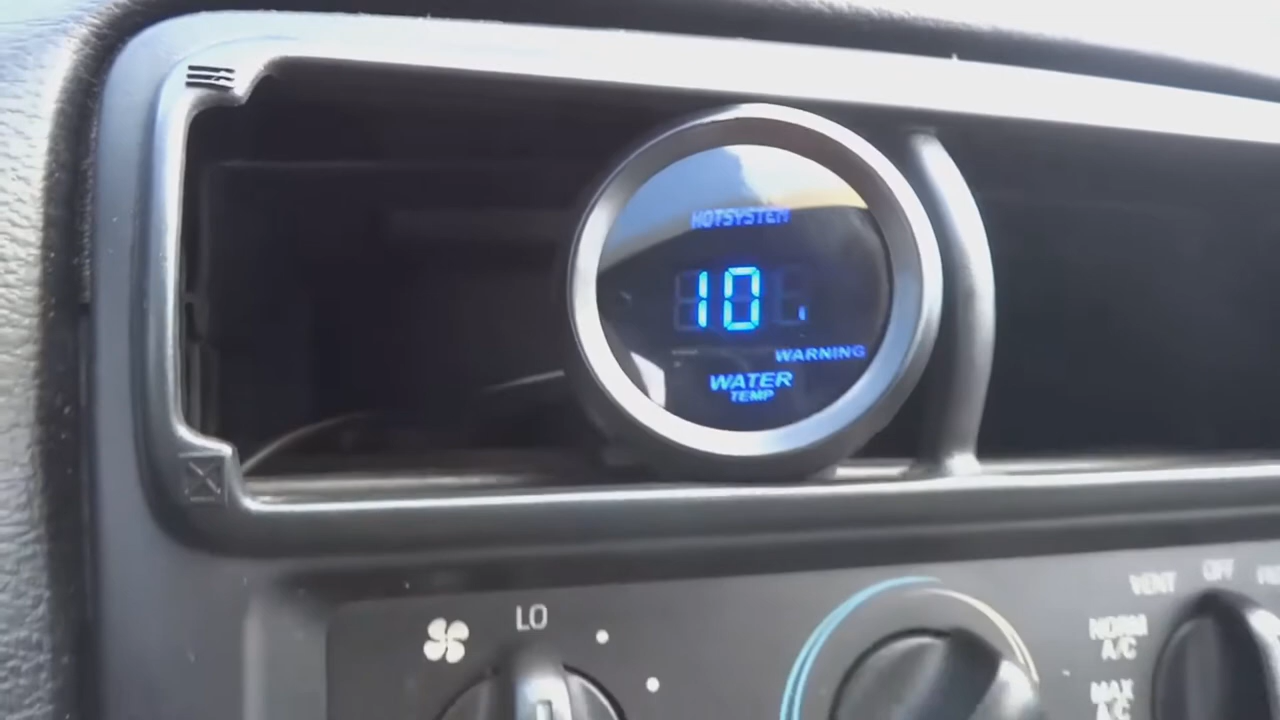 HOTSYSTEM
10
WARNING
WATER
TEMP
LO
VENT
OFF
NORM
A/C
MAX
A/C